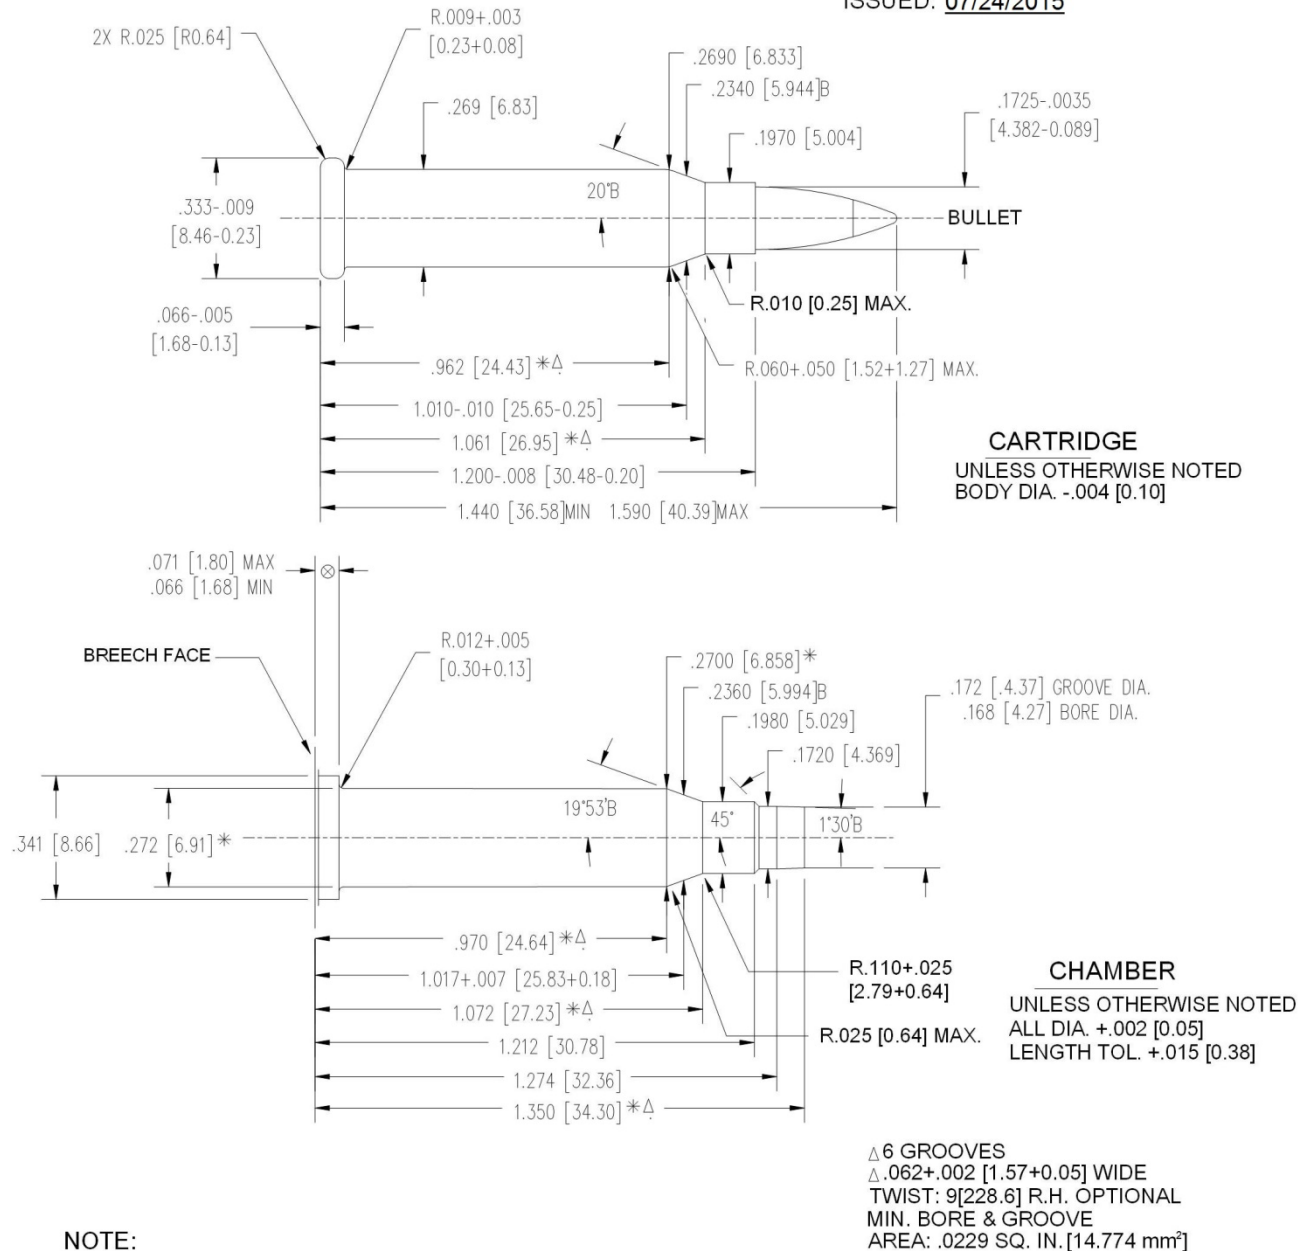 ISSUED: 07/24/2015
2X R.025 [R0.64]
R.009+.003
[0.23+0.08]
.269 [6.83]
.2690 [6.833]
.2340 [5.944]B
.1970 [5.004]
.1725-.0035
[4.382-0.089]
.333-.009
[8.46-0.23]
20°B
BULLET
.066-.005
[1.68-0.13]
R.010 [0.25] MAX.
R.060+.050 [1.52+1.27] MAX.
.962 [24.43] *Δ
1.010-.010 [25.65-0.25]
1.061 [26.95] *Δ
1.200-.008 [30.48-0.20]
1.440 [36.58]MIN 1.590 [40.39]MAX
CARTRIDGE
UNLESS OTHERWISE NOTED
BODY DIA. -.004 [0.10]
.071 [1.80] MAX
.066 [1.68] MIN
⊗
BREECH FACE
R.012+.005
[0.30+0.13]
.2700 [6.858]*
.2360 [5.994]B
.1980 [5.029]
.1720 [4.369]
.172 [.4.37] GROOVE DIA.
.168 [4.27] BORE DIA.
.341 [8.66]
.272 [6.91]*
19°53'B
45°
1°30'B
.970 [24.64] *Δ
1.017+.007 [25.83+0.18]
1.072 [27.23] *Δ
1.212 [30.78]
1.274 [32.36]
1.350 [34.30] *Δ
R.110+.025
[2.79+0.64]
R.025 [0.64] MAX.
CHAMBER
UNLESS OTHERWISE NOTED
ALL DIA. +.002 [0.05]
LENGTH TOL. +.015 [0.38]
Δ 6 GROOVES
Δ .062+.002 [1.57+0.05] WIDE
TWIST: 9[228.6] R.H. OPTIONAL
MIN. BORE & GROOVE
AREA: .0229 SQ. IN.[14.774 mm²]
NOTE: